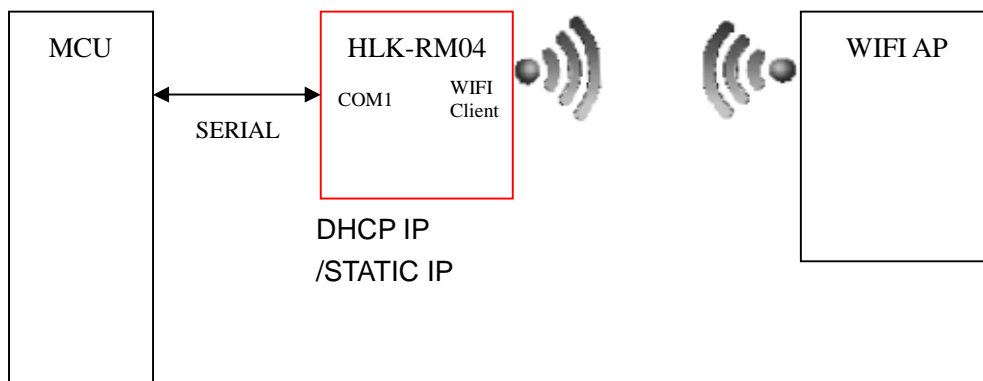 MCU
HLK-RM04
WIFI AP
COM1
WIFI
Client
SERIAL
DHCP IP
/STATIC IP